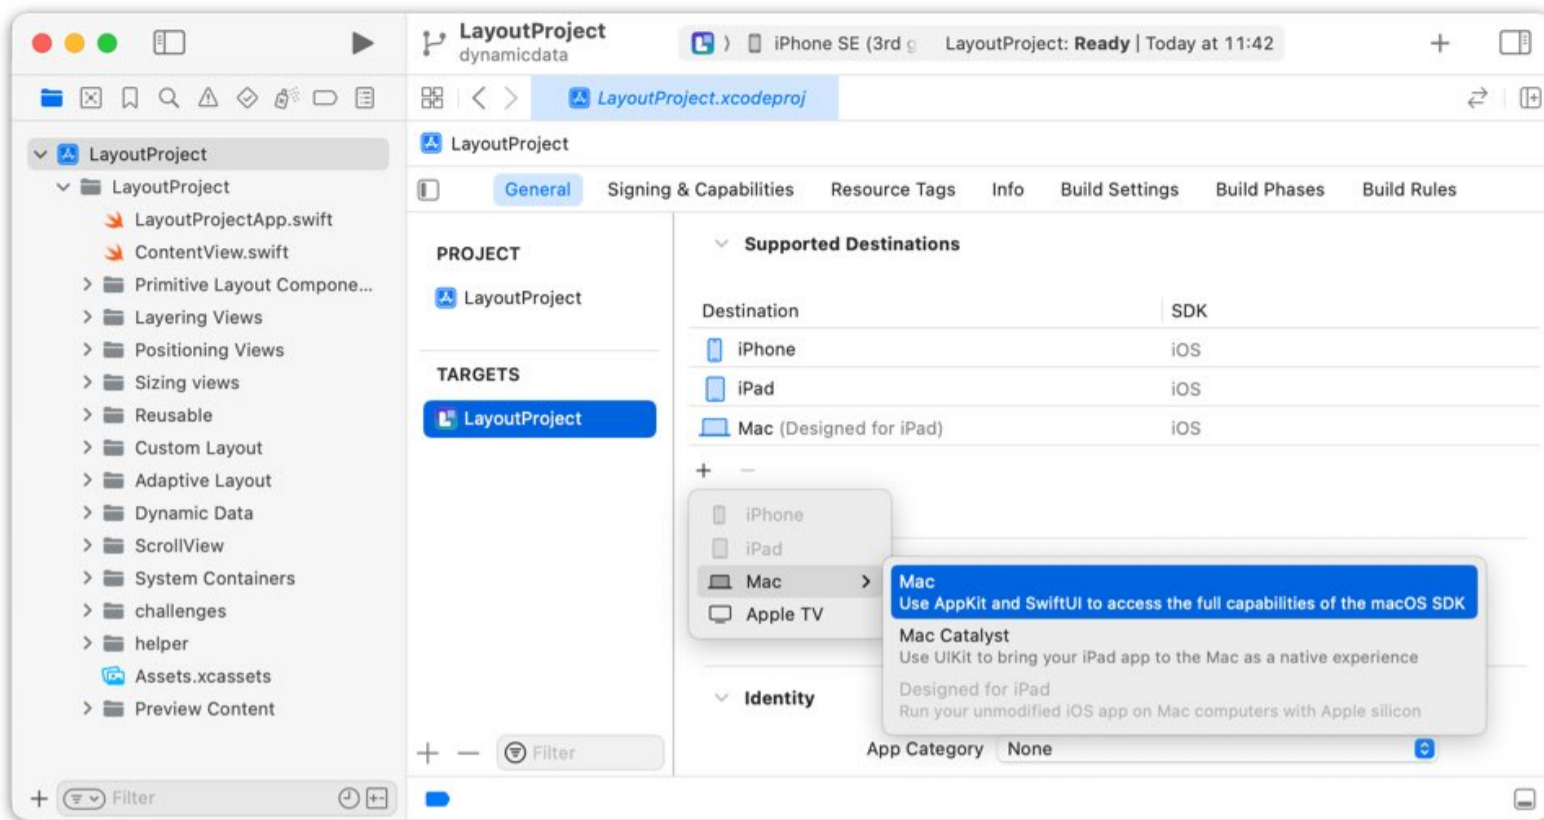 LayoutProject
dynamicdata
iPhone SE (3rd g
LayoutProject: Ready | Today at 11:42
LayoutProject.xcodeproj
LayoutProject
LayoutProject
LayoutProjectApp.swift
ContentView.swift
Primitive Layout Compone...
Layering Views
Positioning Views
Sizing views
Reusable
Custom Layout
Adaptive Layout
Dynamic Data
ScrollView
System Containers
challenges
helper
Assets.xcassets
Preview Content
Filter
LayoutProject
General Signing & Capabilities Resource Tags Info Build Settings Build Phases Build Rules
PROJECT
LayoutProject
TARGETS
LayoutProject
Filter
Supported Destinations
Destination SDK
iPhone iOS
iPad iOS
Mac (Designed for iPad) iOS
iPhone
iPad
Mac
Apple TV
Mac
Use AppKit and SwiftUI to access the full capabilities of the macOS SDK
Mac Catalyst
Use UIKit to bring your iPad app to the Mac as a native experience
Designed for iPad
Run your unmodified iOS app on Mac computers with Apple silicon
Identity
App Category None